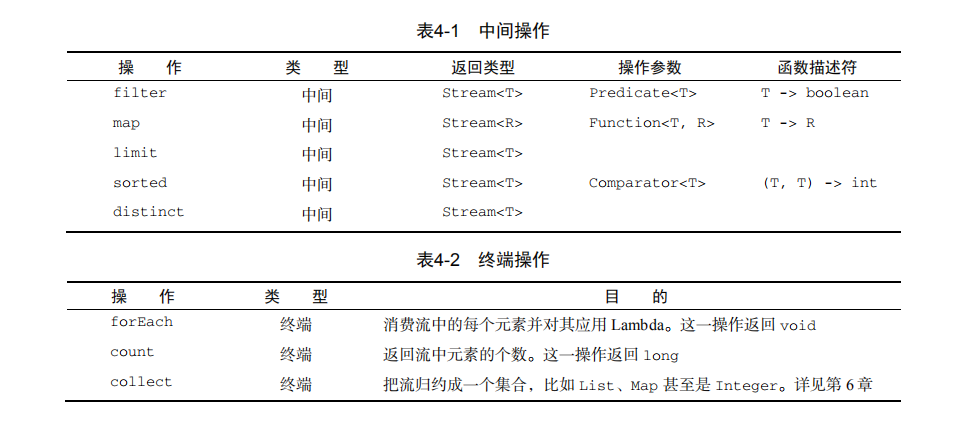 表4-1 中间操作
操 作 类 型 返回类型 操作参数 函数描述符
filter 中间 Stream<T> Predicate<T> T -> boolean
map 中间 Stream<R> Function<T, R> T -> R
limit 中间 Stream<T>
sorted 中间 Stream<T> Comparator<T> (T, T) -> int
distinct 中间 Stream<T>
表4-2 终端操作
操 作 类 型 目 的
forEach 终端 消费流中的每个元素并对其应用 Lambda。这一操作返回 void
count 终端 返回流中元素的个数。这一操作返回 long
collect 终端 把流归约成一个集合，比如 List、Map 甚至是 Integer。详见第 6 章